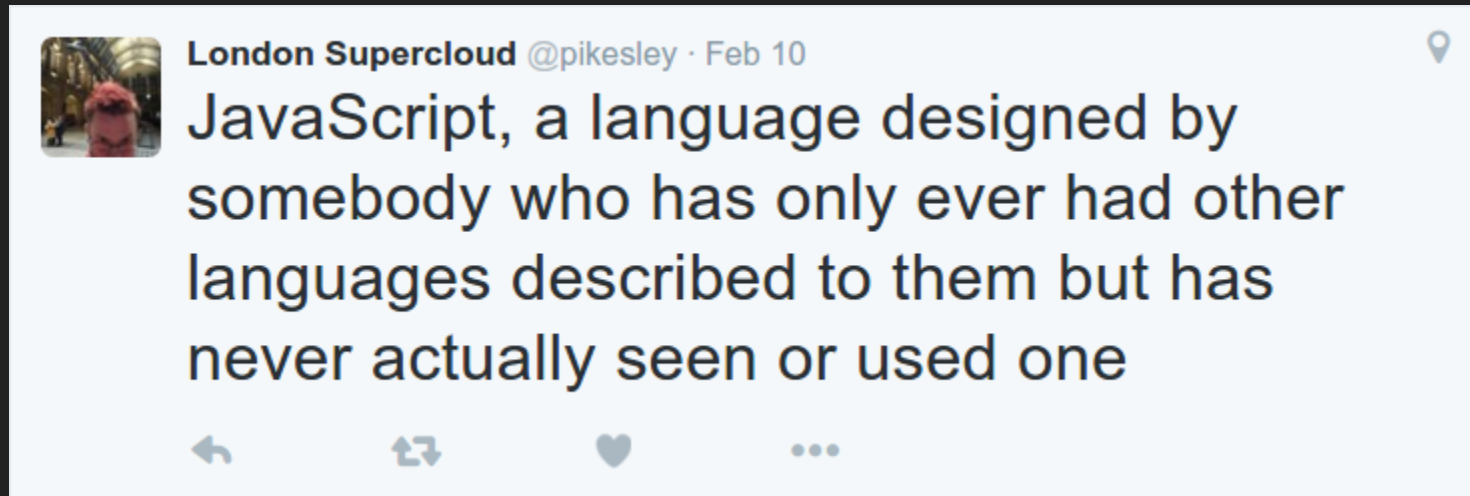 London Supercloud @pikesley · Feb 10
JavaScript, a language designed by
somebody who has only ever had other
languages described to them but has
never actually seen or used one